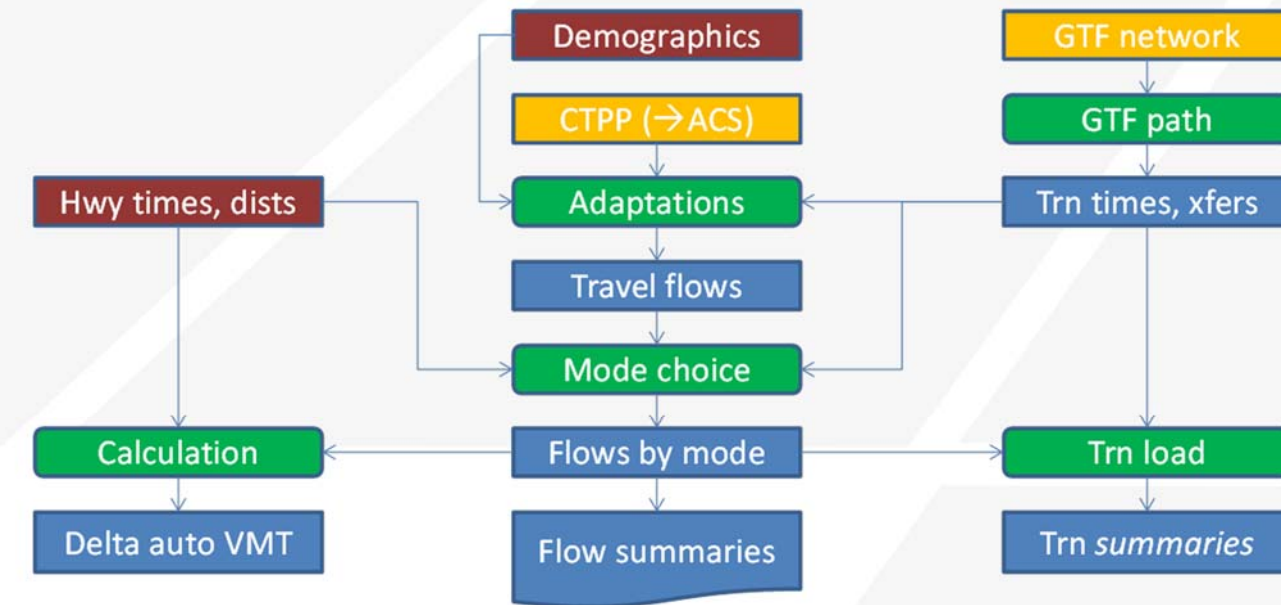 Demographics
GTF network
CTPP (→ACS)
GTF path
Hwy times, dists
Adaptations
Trn times, xfers
Travel flows
Mode choice
Calculation
Flows by mode
Trn load
Delta auto VMT
Flow summaries
Trn summaries